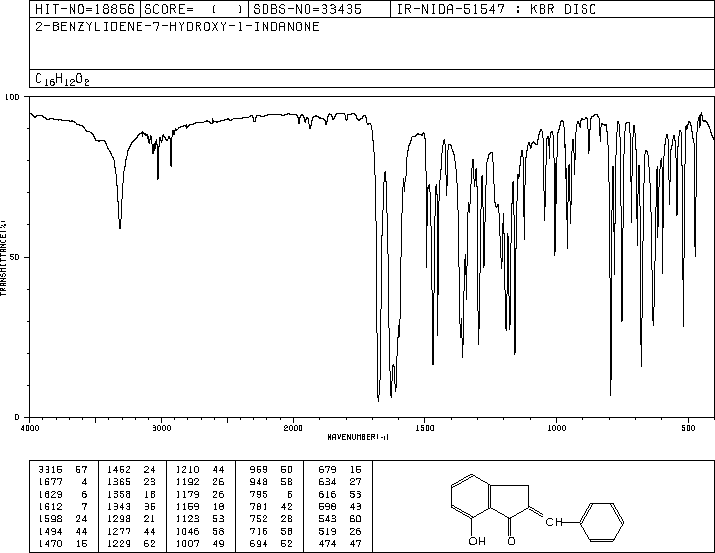 HIT-NO=18856 SCORE= ( ) SDBS-NO=33435 IR-NIDA-51547 : KBR DISC
2-BENZYLIDENE-7-HYDROXY-1-INDANONE
C16H12O2
100
50
0
TRANSMITTANCE(%)
4000 3000 2000 1500 1000 500
WAVENUMBER(-1)
3316 57 1462 24 1210 44 969 50 679 15
1677 4 1365 23 1192 26 948 58 634 27
1629 6 1358 18 1179 26 795 6 616 53
1612 7 1343 36 1159 18 781 42 598 43
1598 24 1298 21 1123 53 752 28 543 60
1494 44 1277 44 1046 58 716 58 519 26
1470 15 1229 62 1007 49 694 52 474 47
CH
OH O